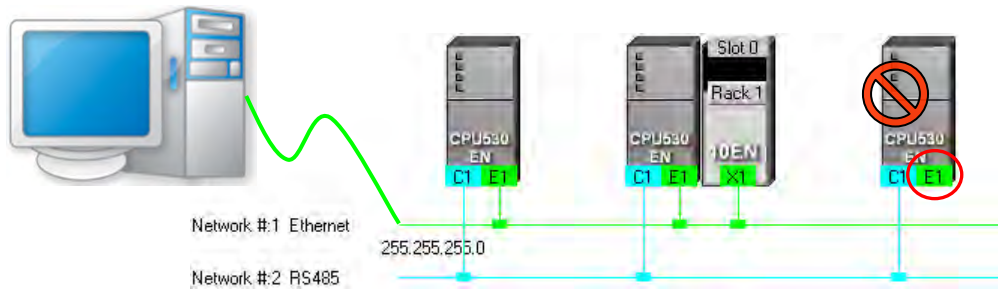 Slot 0
Rack 1
CPU530
EN
CPU530
EN
10EN
CPU530
EN
C1 E1
C1 E1
X1
C1 E1
Network #:1 Ethernet
255.255.255.0
Network #:2 RS485